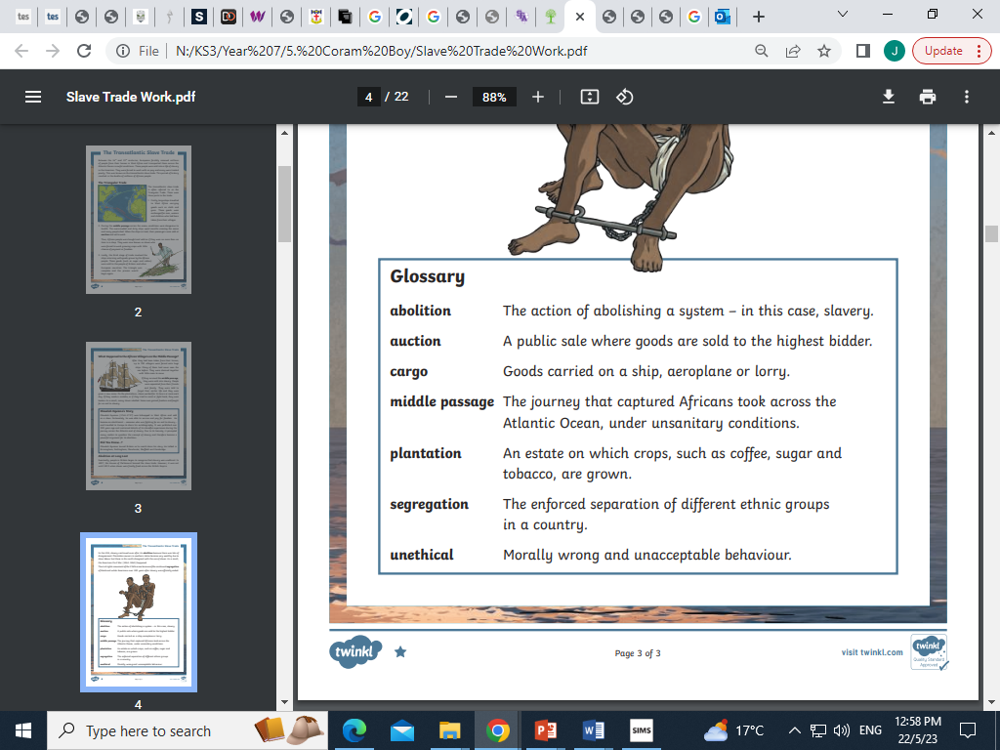 tes
tes
S
DO
W
G
G
G
File
N:/KS3/Year%207/5.%20Coram%20Boy/Slave%20Trade%20Work.pdf
J
Update
Slave Trade Work.pdf
4 / 22
88%
The Transatlantic Slave Trade
2
3
4
Glossary
abolition The action of abolishing a system – in this case, slavery.
auction A public sale where goods are sold to the highest bidder.
cargo Goods carried on a ship, aeroplane or lorry.
middle passage The journey that captured Africans took across the
Atlantic Ocean, under unsanitary conditions.
plantation An estate on which crops, such as coffee, sugar and
tobacco, are grown.
segregation The enforced separation of different ethnic groups
in a country.
unethical Morally wrong and unacceptable behaviour.
twinkl
Page 3 of 3
visit twinkl.com
twinkl
Quality Standard
Approved
Type here to search
SIMS
17°C
ENG
12:58 PM
22/5/23